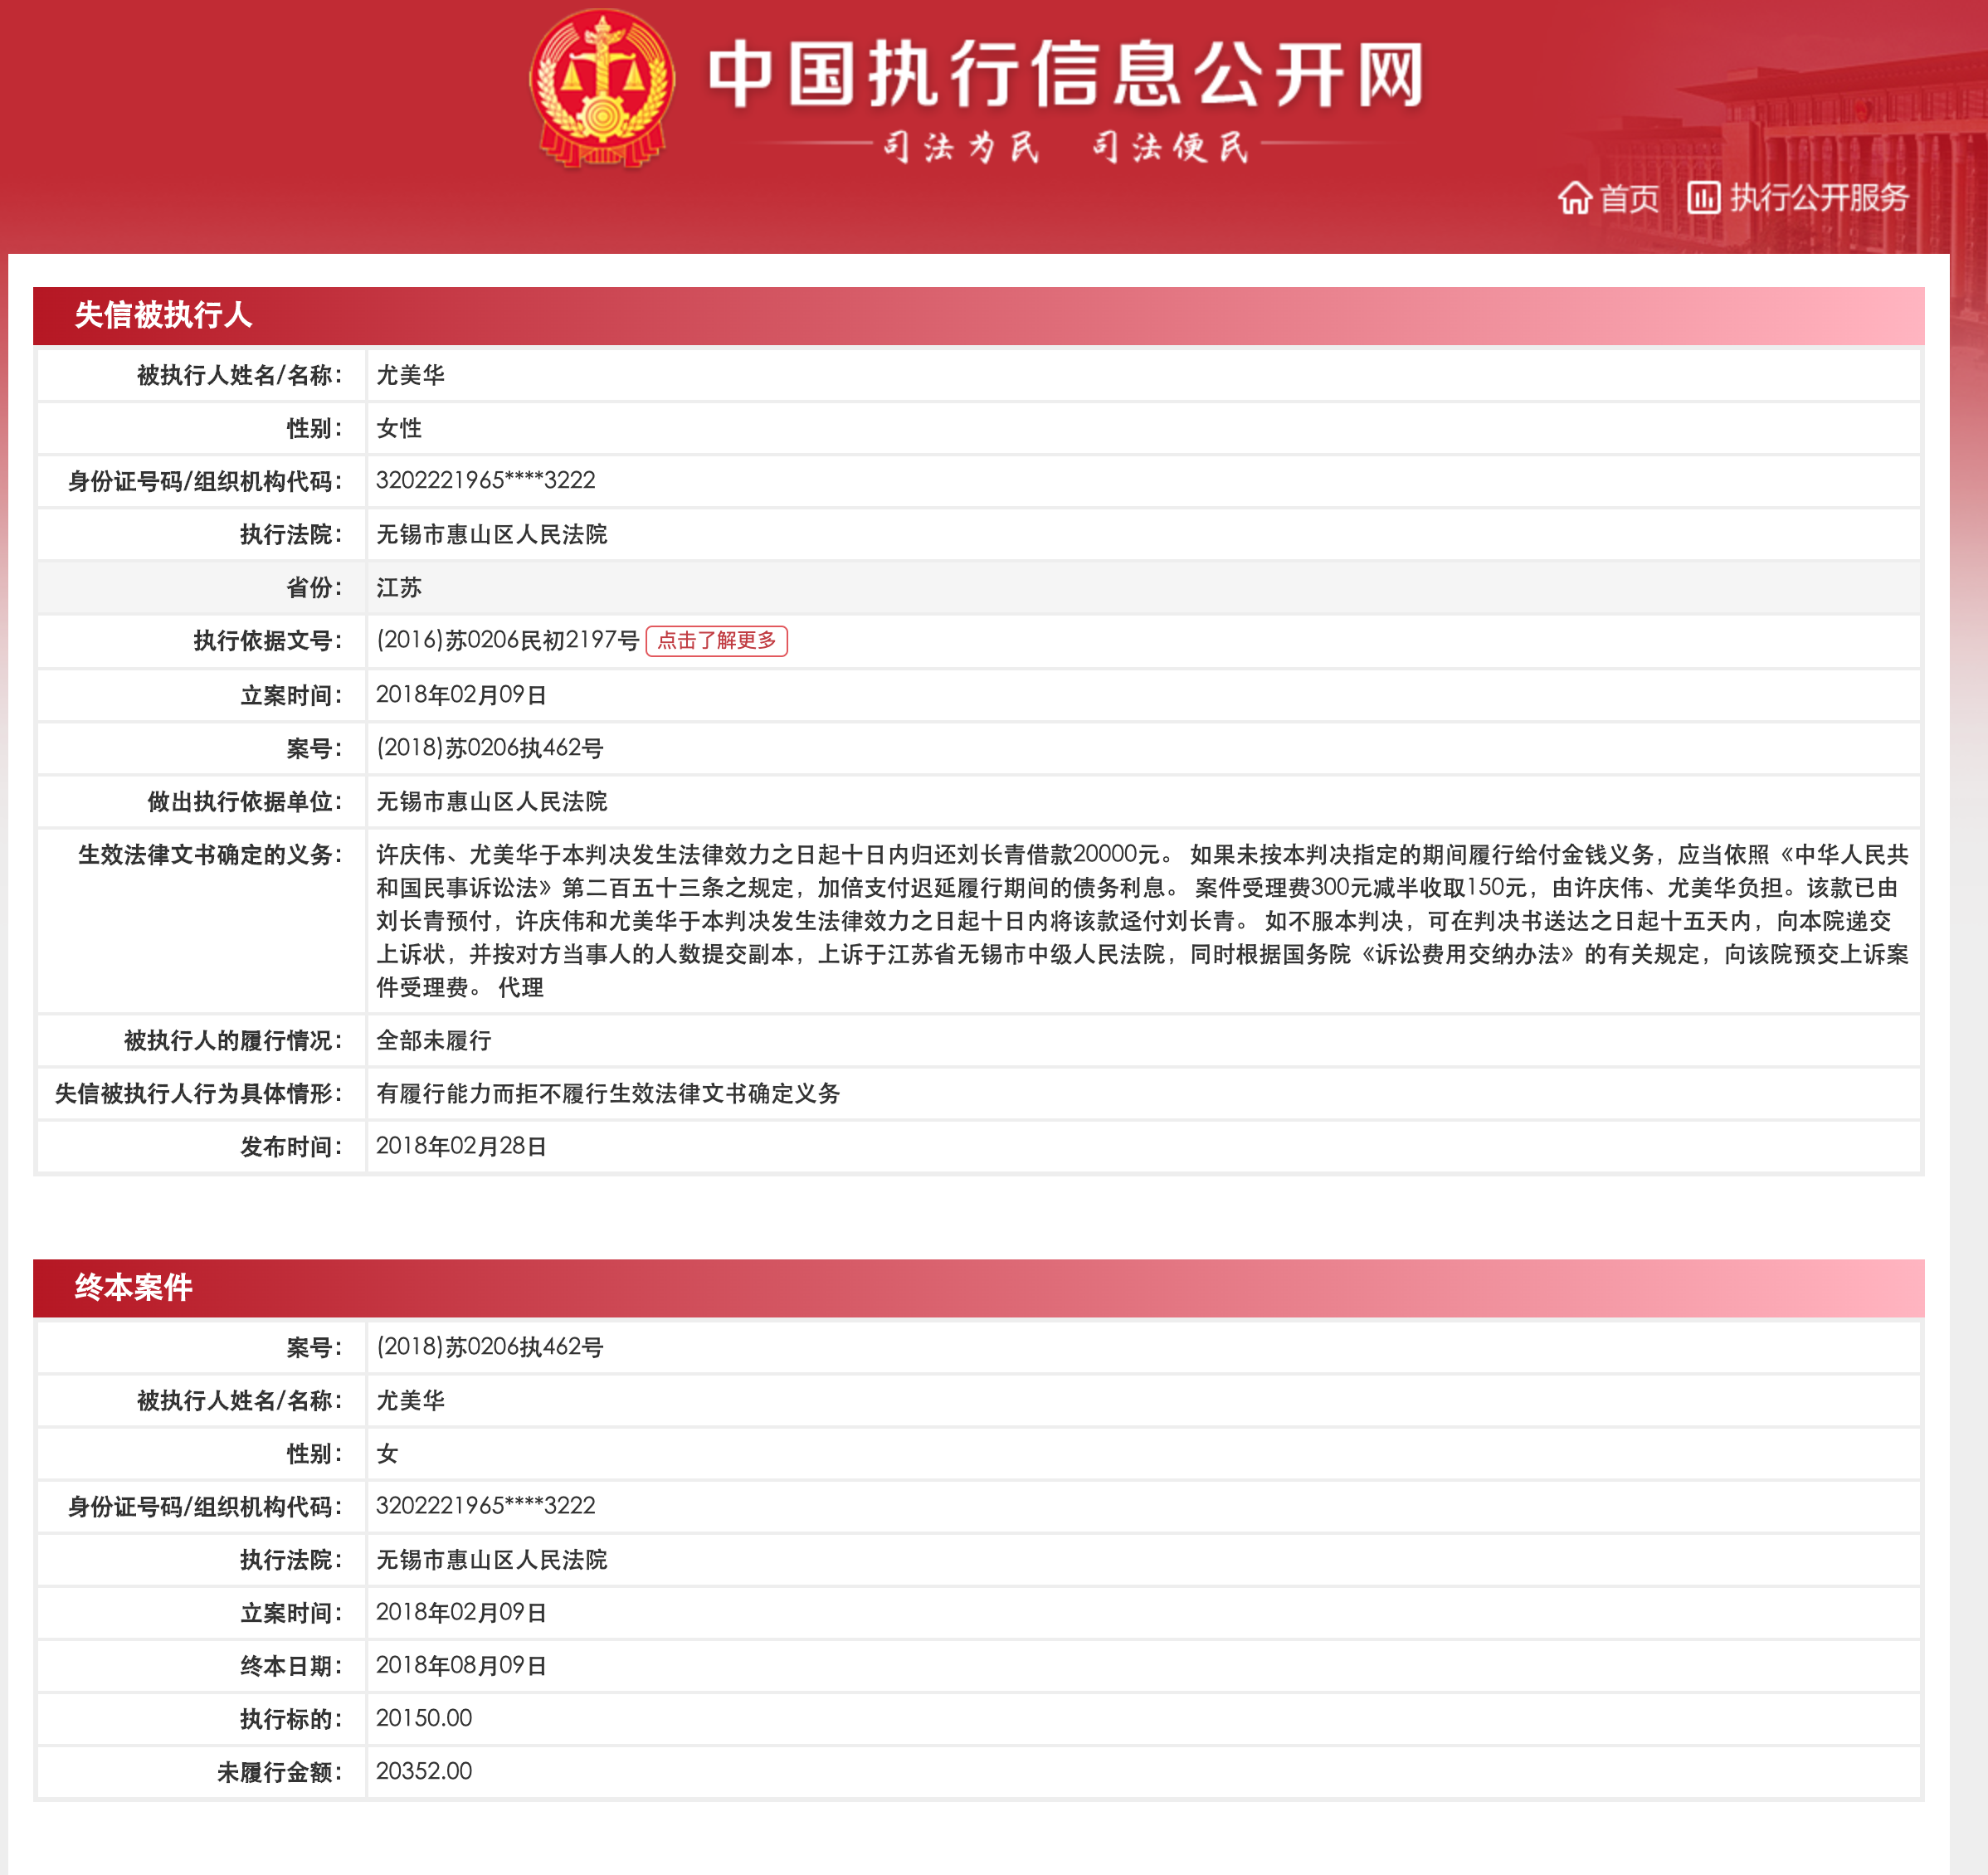 中国执行信息公开网
司法为民 司法便民
首页 执行公开服务
失信被执行人
被执行人姓名/名称： 尤美华
性别： 女性
身份证号码/组织机构代码： 3202221965****3222
执行法院： 无锡市惠山区人民法院
省份： 江苏
执行依据文号： (2016)苏0206民初2197号 点击了解更多
立案时间： 2018年02月09日
案号： (2018)苏0206执462号
做出执行依据单位： 无锡市惠山区人民法院
生效法律文书确定的义务： 许庆伟、尤美华于本判决发生法律效力之日起十日内归还刘长青借款20000元。 如果未按本判决指定的期间履行给付金钱义务，应当依照《中华人民共
和国民事诉讼法》第二百五十三条之规定，加倍支付迟延履行期间的债务利息。 案件受理费300元减半收取150元，由许庆伟、尤美华负担。该款已由
刘长青预付，许庆伟和尤美华于本判决发生法律效力之日起十日内将该款迳付刘长青。 如不服本判决，可在判决书送达之日起十五天内，向本院递交
上诉状，并按对方当事人的人数提交副本，上诉于江苏省无锡市中级人民法院，同时根据国务院《诉讼费用交纳办法》的有关规定，向该院预交上诉案
件受理费。 代理
被执行人的履行情况： 全部未履行
失信被执行人行为具体情形： 有履行能力而拒不履行生效法律文书确定义务
发布时间： 2018年02月28日
终本案件
案号： (2018)苏0206执462号
被执行人姓名/名称： 尤美华
性别： 女
身份证号码/组织机构代码： 3202221965****3222
执行法院： 无锡市惠山区人民法院
立案时间： 2018年02月09日
终本日期： 2018年08月09日
执行标的： 20150.00
未履行金额： 20352.00